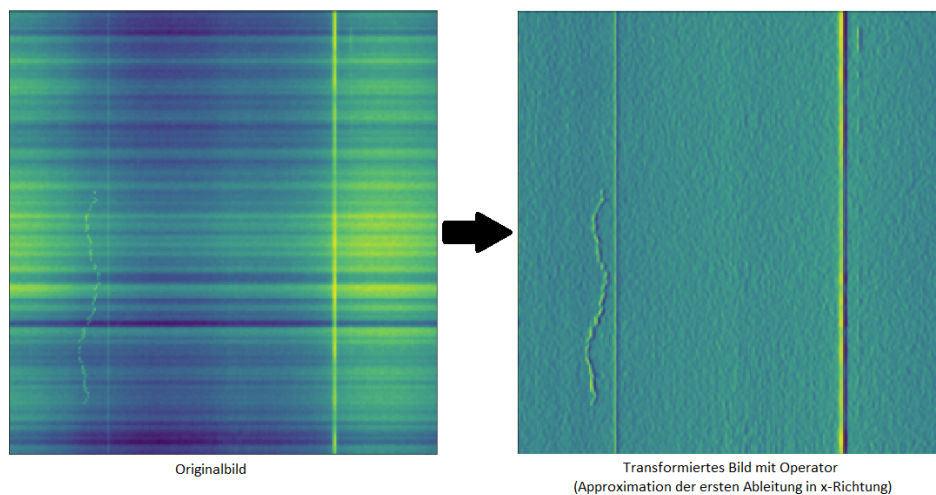 Originalbild
Transformiertes Bild mit Operator
(Approximation der ersten Ableitung in x-Richtung)